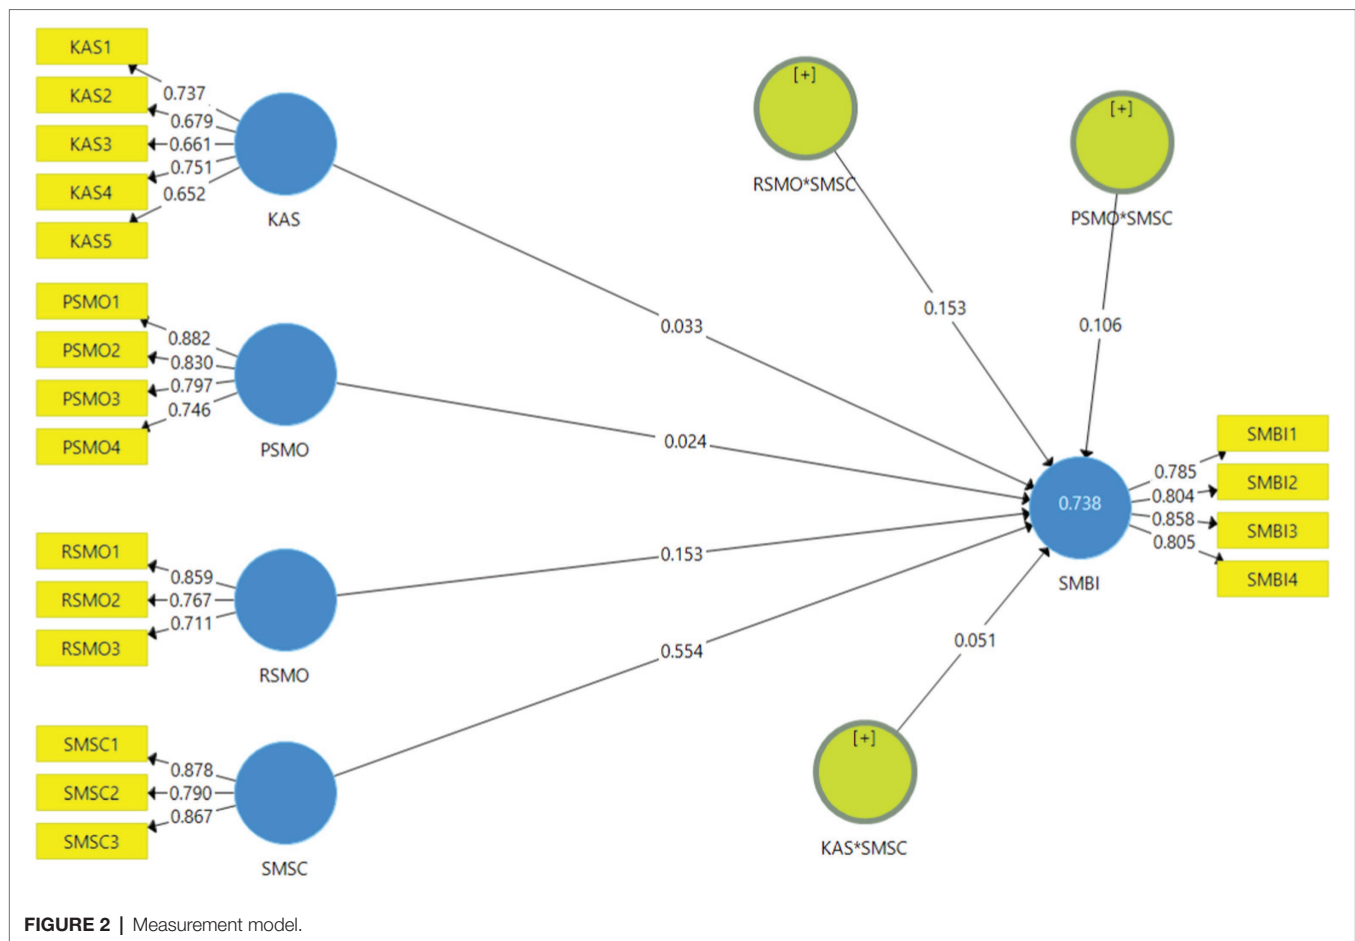 KAS1
0.737
KAS2
0.679
KAS3
0.661
KAS4
0.751
0.652
KAS5
KAS
PSMO1
0.882
PSMO2
0.830
PSMO3
0.797
0.746
PSMO4
PSMO
RSMO1
0.859
RSMO2
0.767
0.711
RSMO3
RSMO
SMSC1
0.878
SMSC2
0.790
0.867
SMSC3
SMSC
[+]
RSMO*SMSC
[+]
PSMO*SMSC
0.033
0.153
0.106
0.024
0.153
0.554
0.051
[+]
KAS*SMSC
0.738
SMBI
0.785
SMBI1
0.804
SMBI2
0.858
SMBI3
0.805
SMBI4
FIGURE 2 | Measurement model.